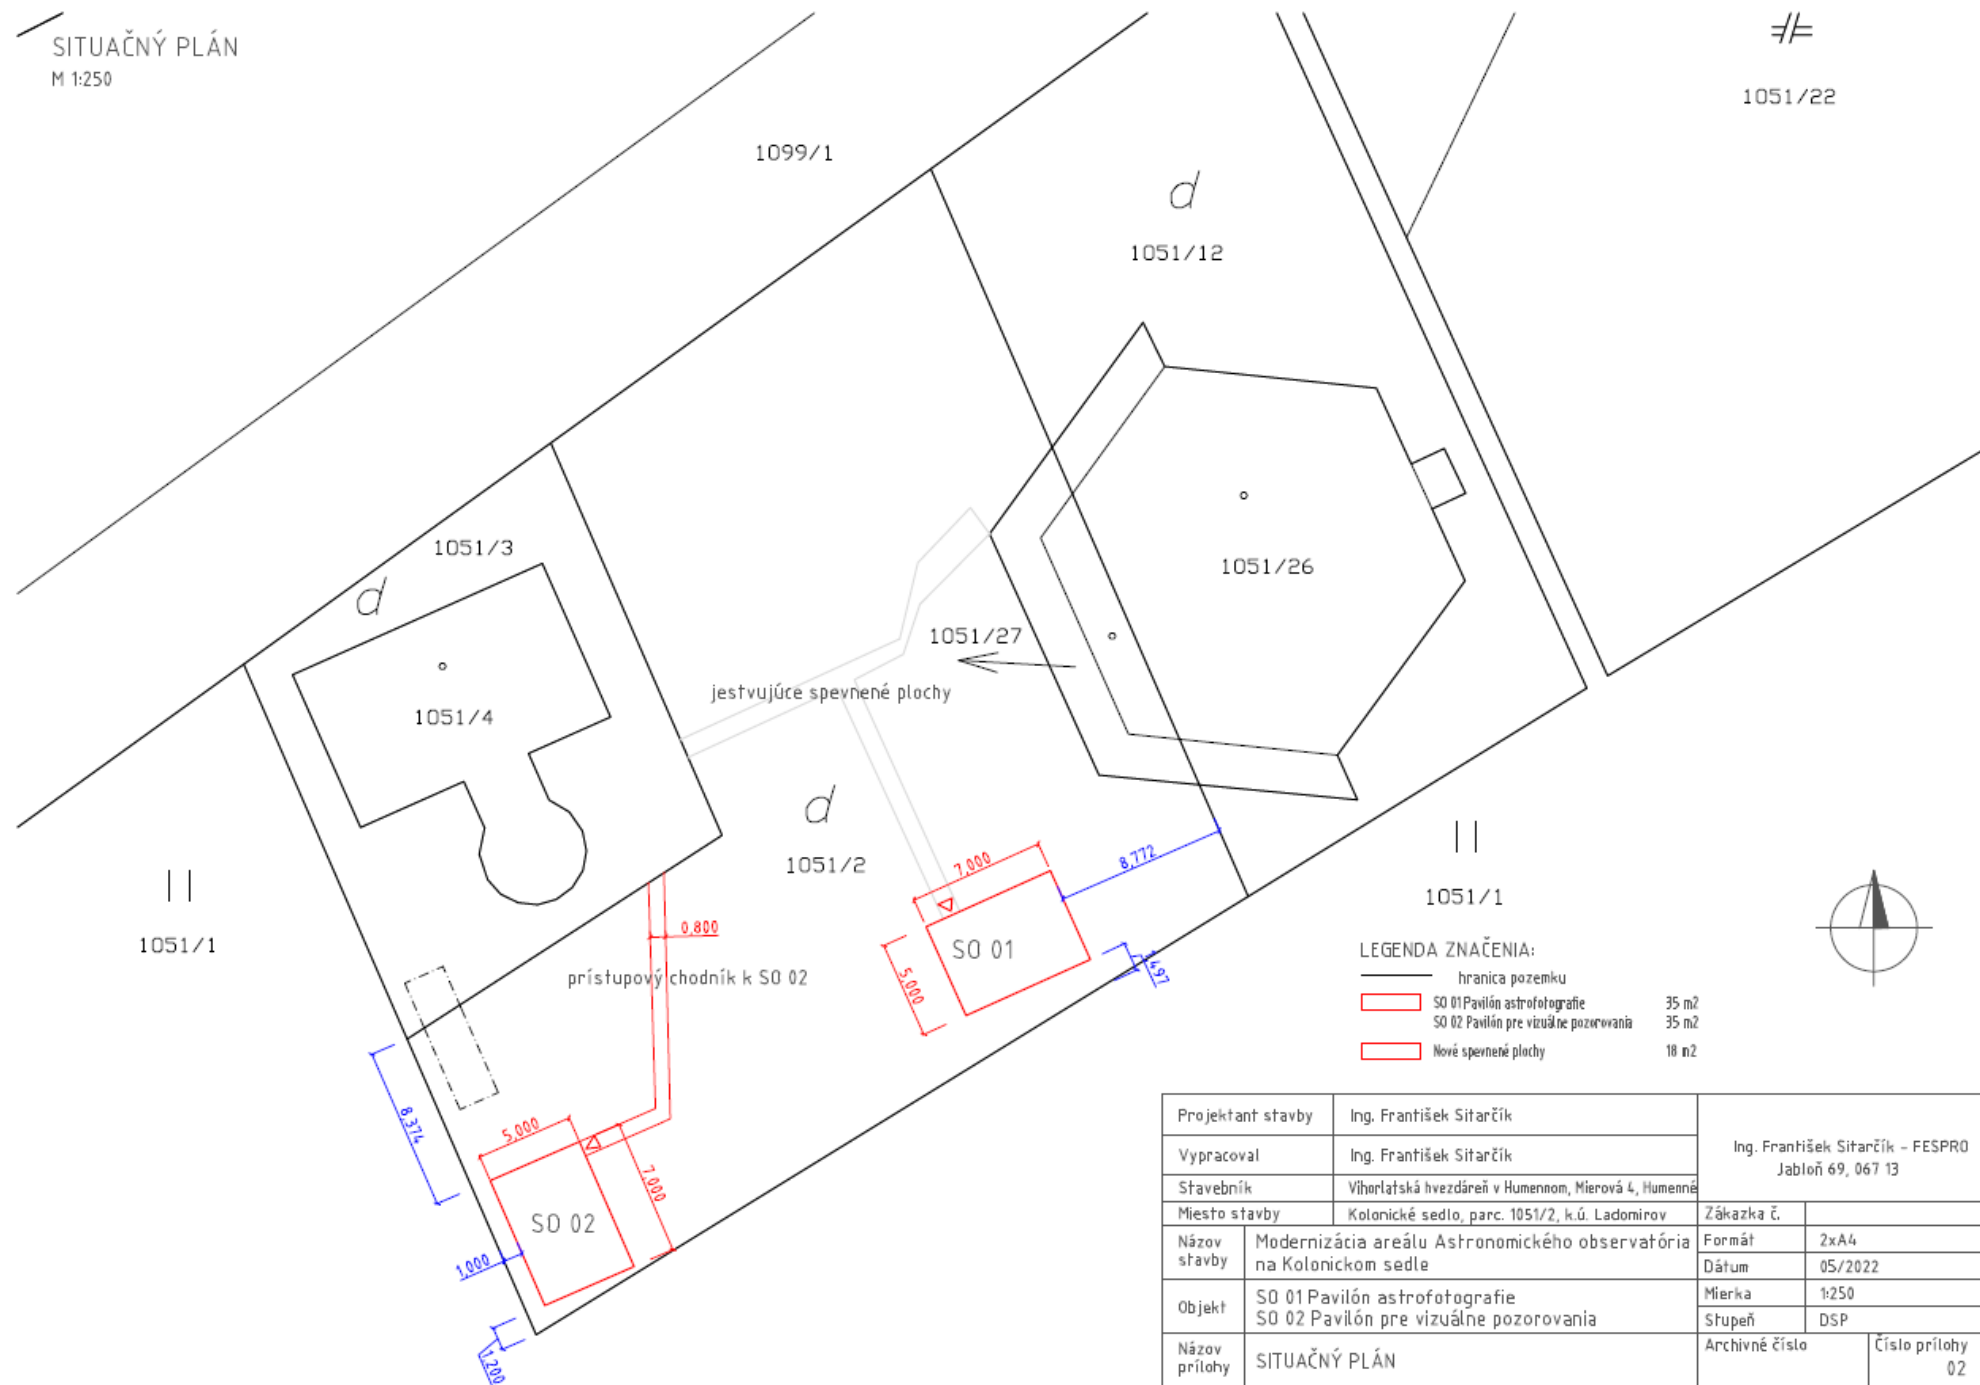 SITUAČNÝ PLÁN
M 1:250
1051/22
1099/1
d
1051/12
1051/3
d
1051/26
1051/27
jestvujúce spevnené plochy
1051/4
d
1051/2
7,000
8,772
1051/1
1051/1
0,800
SO 01
5,000
prístupový chodník k SO 02
LEGENDA ZNAČENIA:
hranica pozemku
SO 01 Pavilón astrofotografie 35 m2
SO 02 Pavilón pre vizuálne pozorovania 35 m2
Nové spevnené plochy 18 m2
8,374
5,000
7,000
SO 02
1,000
1,200
Projektant stavby Ing. František Sitarčík
Ing. František Sitarčík - FESPRO
Jabloň 69, 067 13
Vypracoval Ing. František Sitarčík
Stavebník Vihorlatská hvezdáreň v Humennom, Mierová 4, Humenné
Miesto stavby Kolonické sedlo, parc. 1051/2, k.ú. Ladomirov
Zákazka č.
Názov stavby
Modernizácia areálu Astronomického observatória
na Kolonickom sedle
Formát 2xA4
Dátum 05/2022
Objekt
SO 01 Pavilón astrofotografie
SO 02 Pavilón pre vizuálne pozorovania
Mierka 1:250
Stupeň DSP
Názov prílohy
SITUAČNÝ PLÁN
Archívné číslo
Číslo prílohy
02